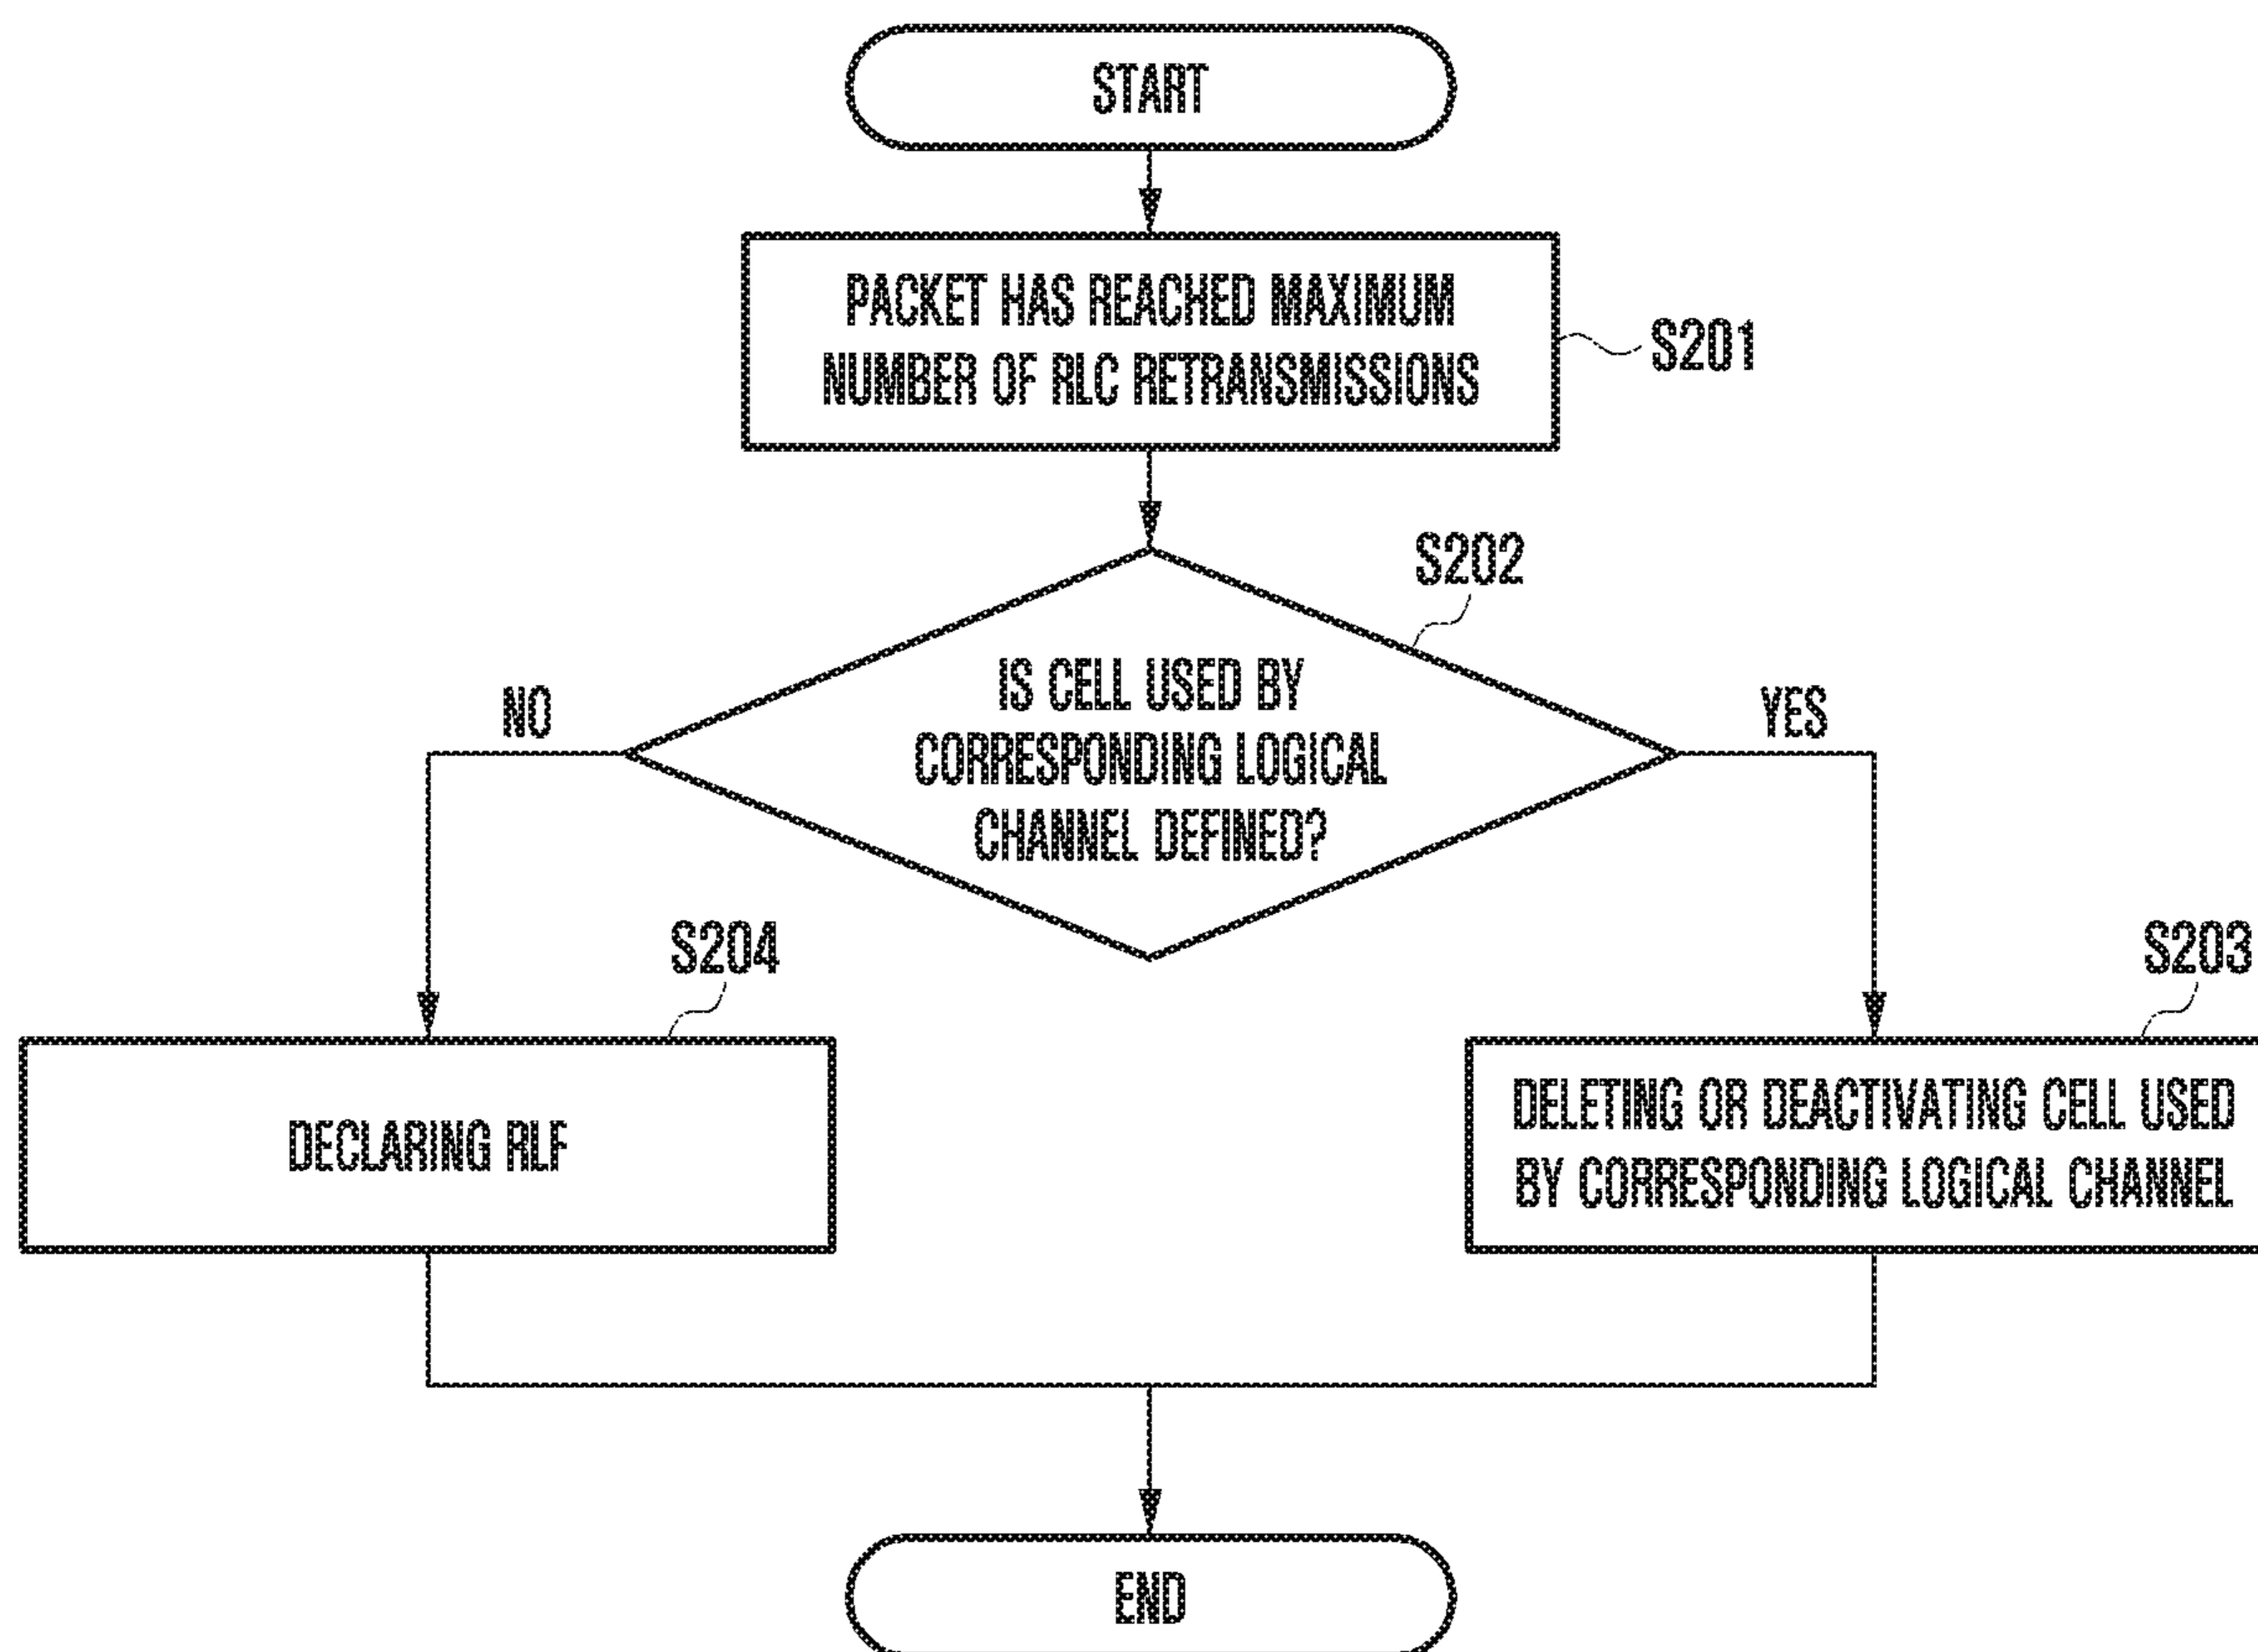 START
PACKET HAS REACHED MAXIMUM
NUMBER OF RLC RETRANSMISSIONS
S201
S202
IS CELL USED BY
CORRESPONDING LOGICAL
CHANNEL DEFINED?
NO
YES
S204
S203
DECLARING RLF
DELETING OR DEACTIVATING CELL USED
BY CORRESPONDING LOGICAL CHANNEL
END